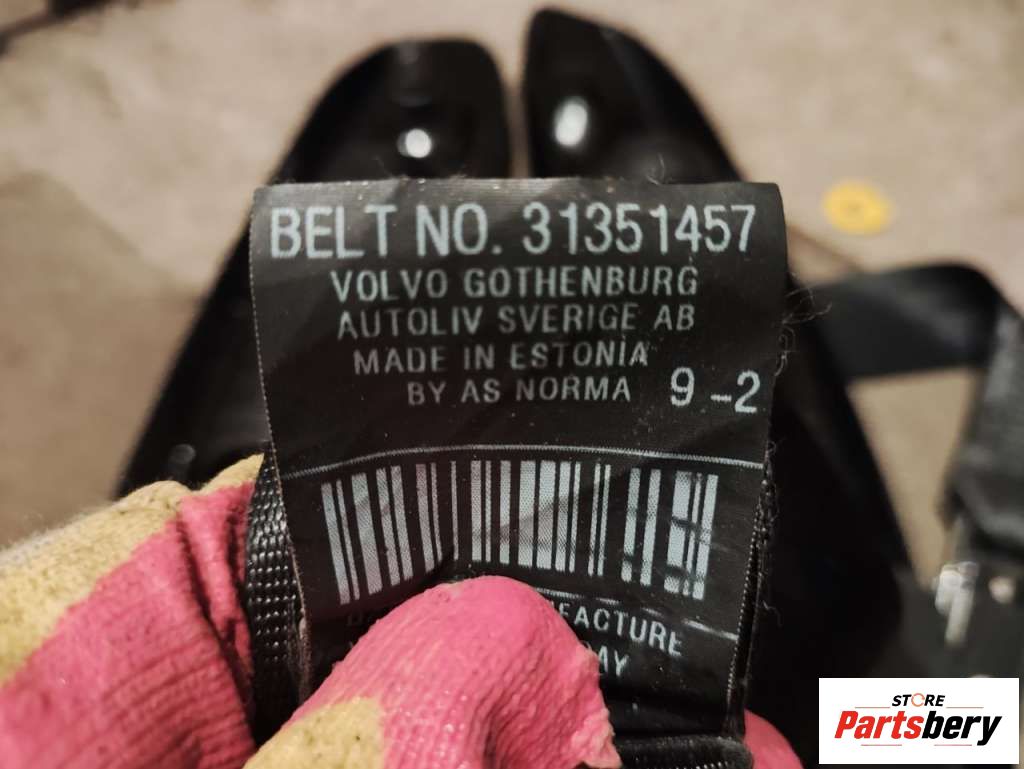 BELT NO. 31351457
VOLVO GOTHENBURG
AUTOLIV SVERIGE AB
MADE IN ESTONIA
BY AS NORMA 9-2
STORE
Partsbery